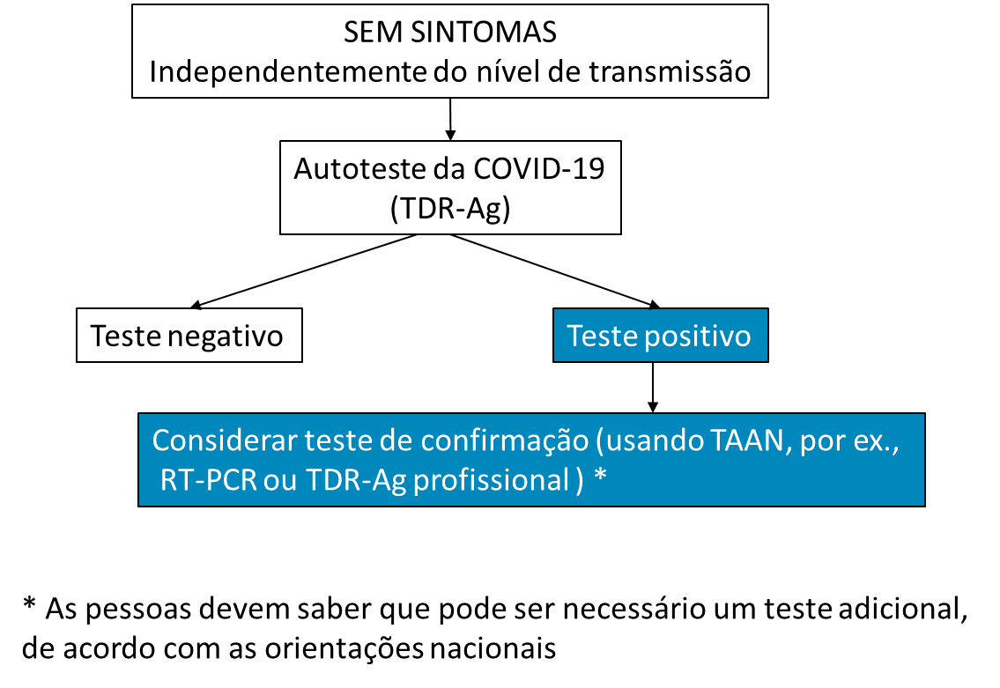 SEM SINTOMAS
Independentemente do nível de transmissão
Autoteste da COVID-19
(TDR-Ag)
Teste negativo
Teste positivo
Considerar teste de confirmação (usando TAAN, por ex.,
RT-PCR ou TDR-Ag profissional ) *
* As pessoas devem saber que pode ser necessário um teste adicional,
de acordo com as orientações nacionais